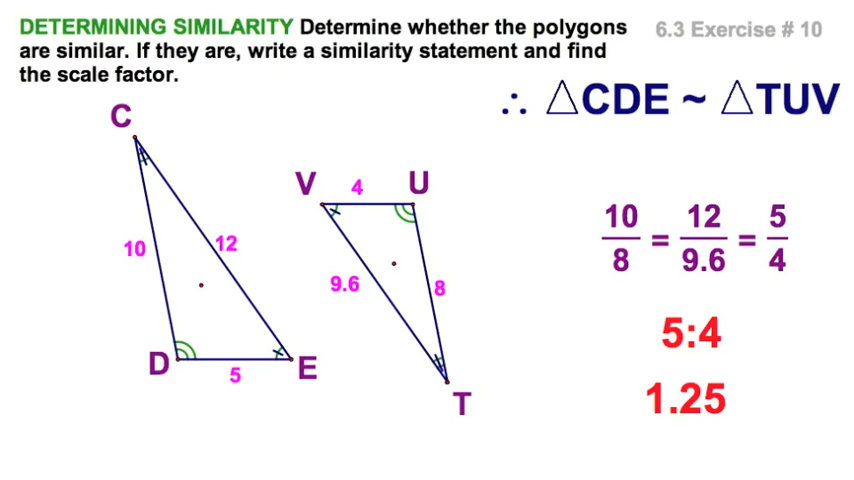 DETERMINING SIMILARITY Determine whether the polygons
are similar. If they are, write a similarity statement and find
the scale factor.
6.3 Exercise # 10
∴ △CDE ~ △TUV
C
V
4
U
10
12
9.6
8
D
5
E
T
10/8 = 12/9.6 = 5/4
5:4
1.25